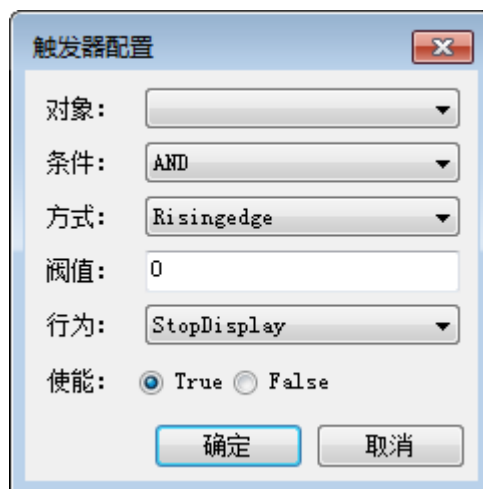 触发器配置
对象：
条件： AND
方式： Risingedge
阀值： 0
行为： StopDisplay
使能： True False
确定 取消